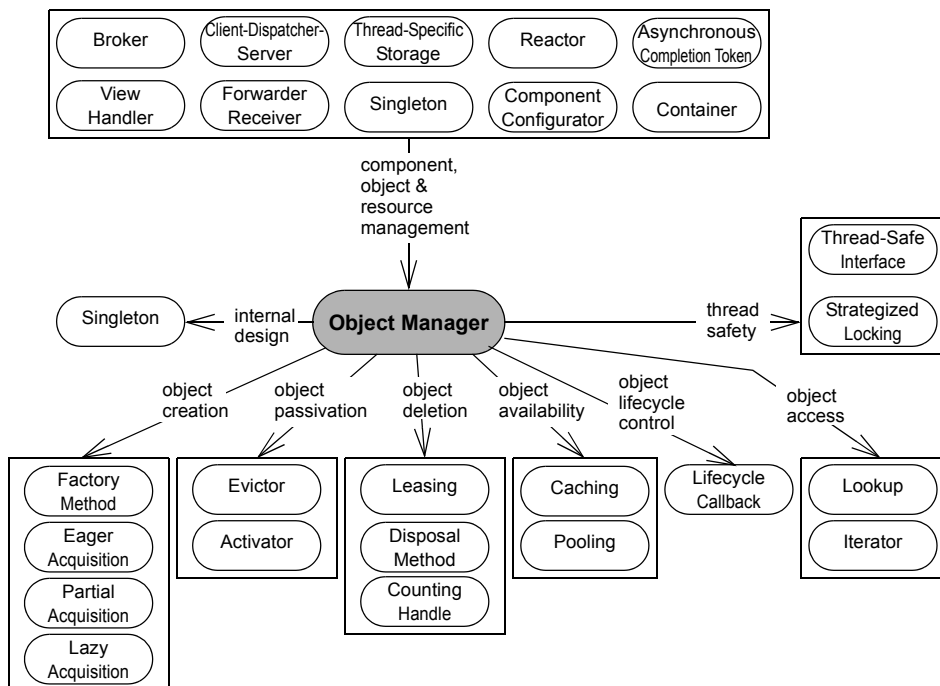 Broker
Client-Dispatcher-
Server
Thread-Specific
Storage
Reactor
Asynchronous
Completion Token
View
Handler
Forwarder
Receiver
Singleton
Component
Configurator
Container
component,
object &
resource
management
Thread-Safe
Interface
Strategized
Locking
Singleton
internal
design
Object Manager
thread
safety
object
creation
object
passivation
object
deletion
object
availability
object
lifecycle
control
object
access
Factory
Method
Eager
Acquisition
Partial
Acquisition
Lazy
Acquisition
Evictor
Activator
Leasing
Disposal
Method
Counting
Handle
Caching
Pooling
Lifecycle
Callback
Lookup
Iterator